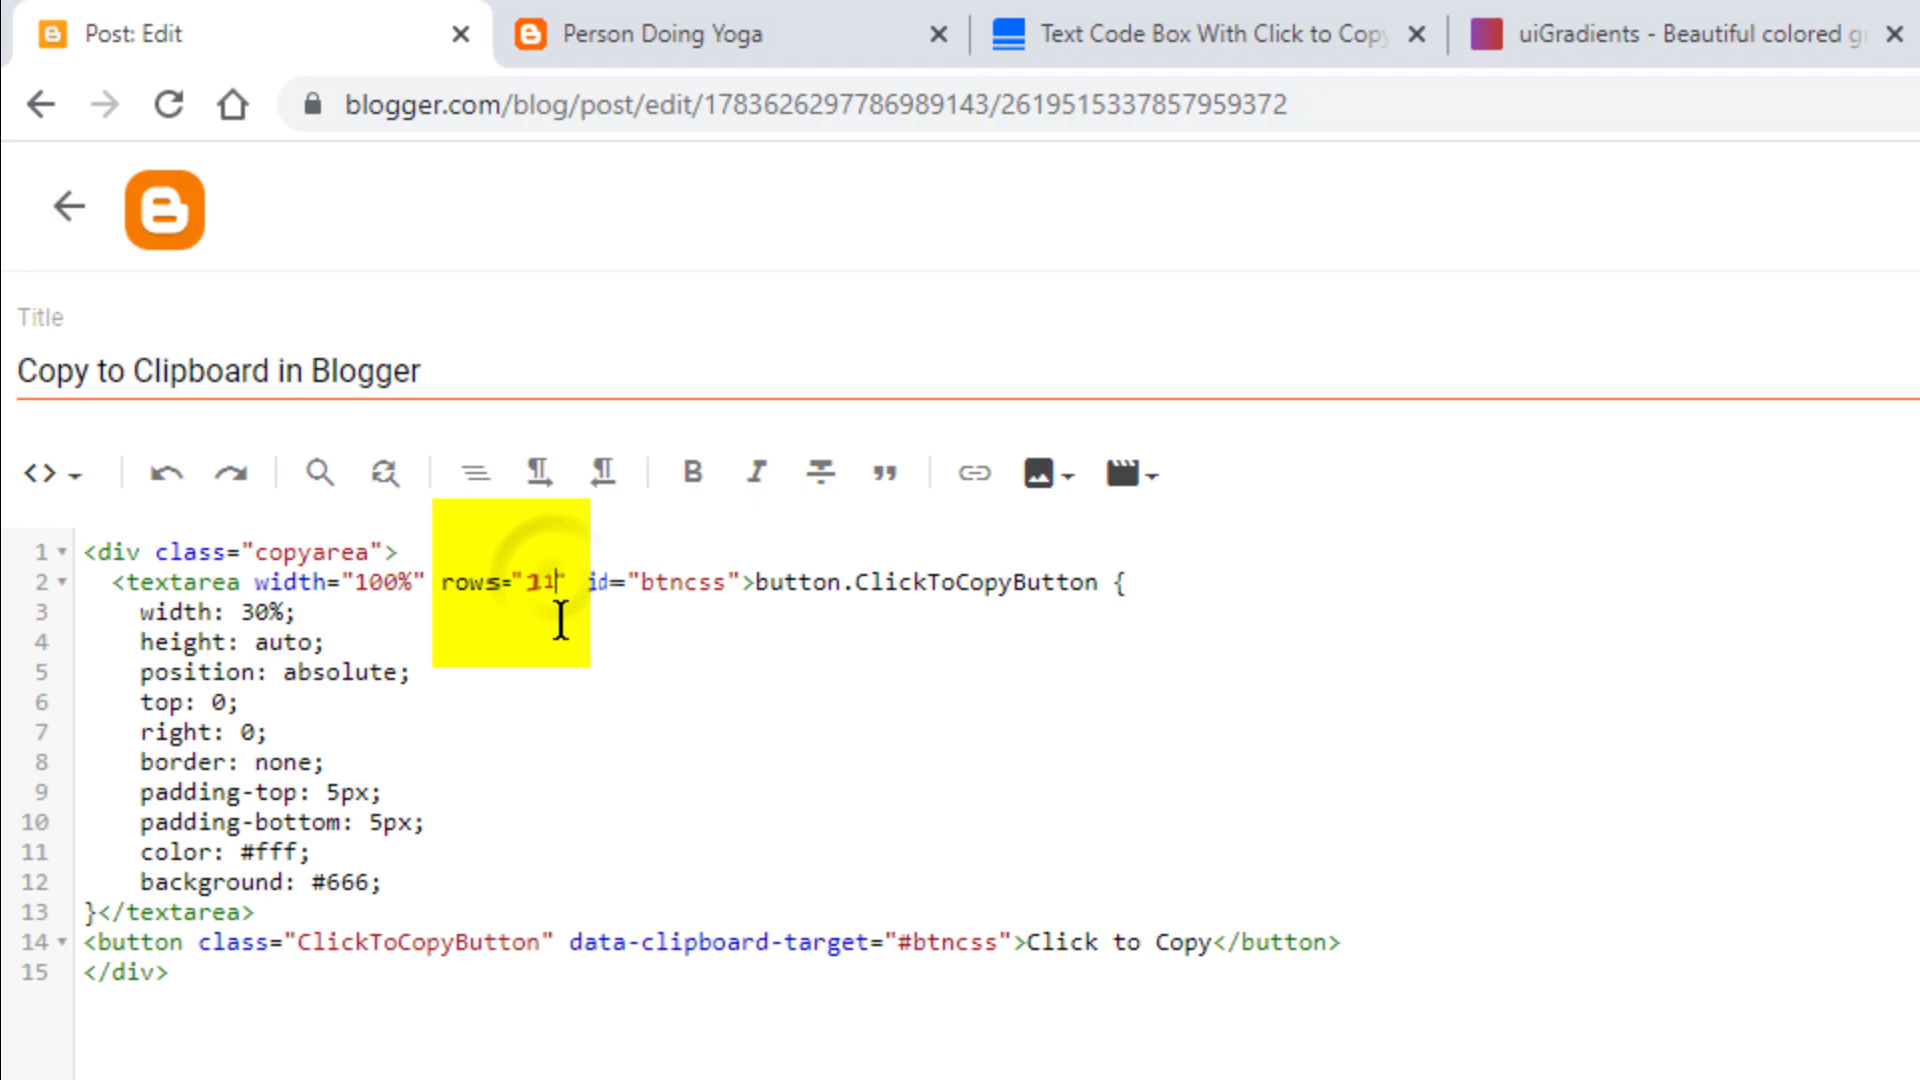 Post: Edit
Person Doing Yoga
Text Code Box With Click to Copy
uiGradients - Beautiful colored g
blogger.com/blog/post/edit/1783626297786989143/2619515337857959372
Title
Copy to Clipboard in Blogger
1 <div class="copyarea">
2 <textarea width="100%" rows="11" id="btncss">button.ClickToCopyButton {
3 width: 30%;
4 height: auto;
5 position: absolute;
6 top: 0;
7 right: 0;
8 border: none;
9 padding-top: 5px;
10 padding-bottom: 5px;
11 color: #fff;
12 background: #666;
13 }</textarea>
14 <button class="ClickToCopyButton" data-clipboard-target="#btncss">Click to Copy</button>
15 </div>